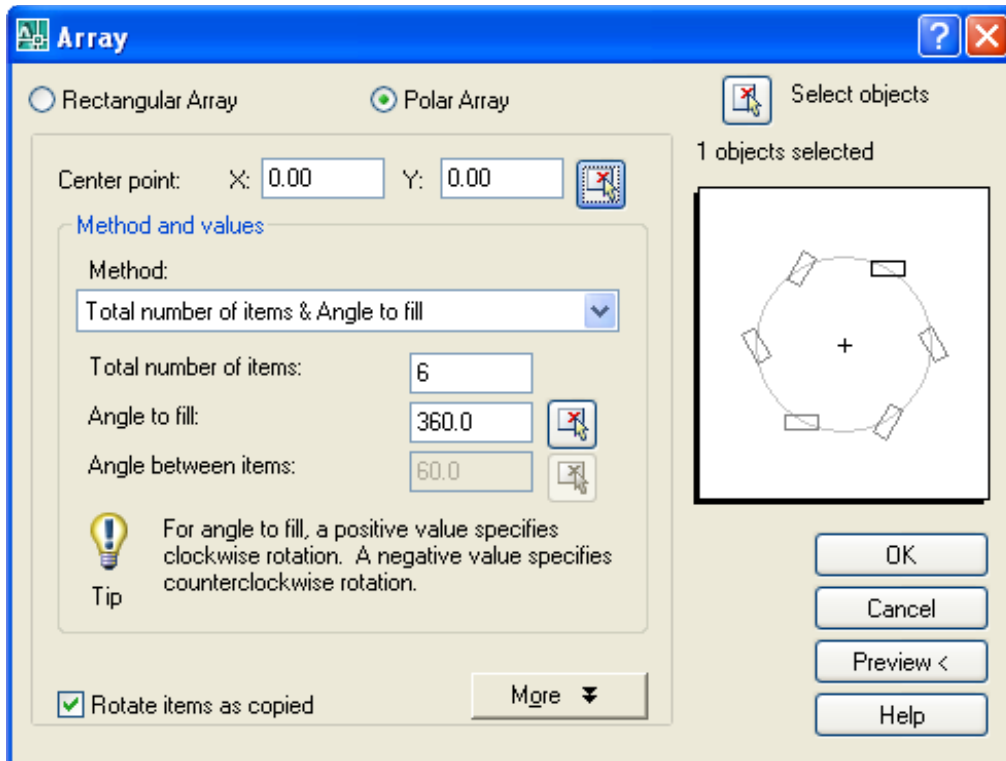 Array
Rectangular Array
Polar Array
Select objects
1 objects selected
Center point: X: 0.00 Y: 0.00
Method and values
Method:
Total number of items & Angle to fill
Total number of items: 6
Angle to fill: 360.0
Angle between items: 60.0
For angle to fill, a positive value specifies
clockwise rotation. A negative value specifies
counterclockwise rotation.
Tip
Rotate items as copied
More
OK
Cancel
Preview <
Help